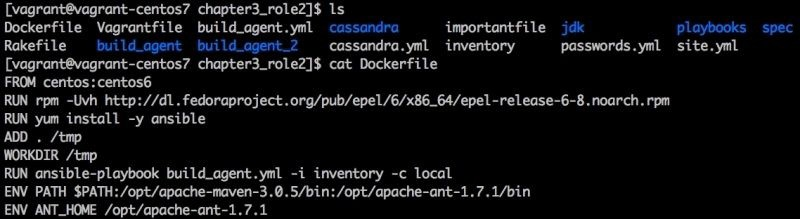 [vagrant@vagrant-centos7 chapter3_role2]$ ls
Dockerfile Vagrantfile build_agent.yml cassandra importantfile jdk playbooks spec
Rakefile build_agent build_agent_2 cassandra.yml inventory passwords.yml site.yml
[vagrant@vagrant-centos7 chapter3_role2]$ cat Dockerfile
FROM centos:centos6
RUN rpm -Uvh http://dl.fedoraproject.org/pub/epel/6/x86_64/epel-release-6-8.noarch.rpm
RUN yum install -y ansible
ADD . /tmp
WORKDIR /tmp
RUN ansible-playbook build_agent.yml -i inventory -c local
ENV PATH $PATH:/opt/apache-maven-3.0.5/bin:/opt/apache-ant-1.7.1/bin
ENV ANT_HOME /opt/apache-ant-1.7.1